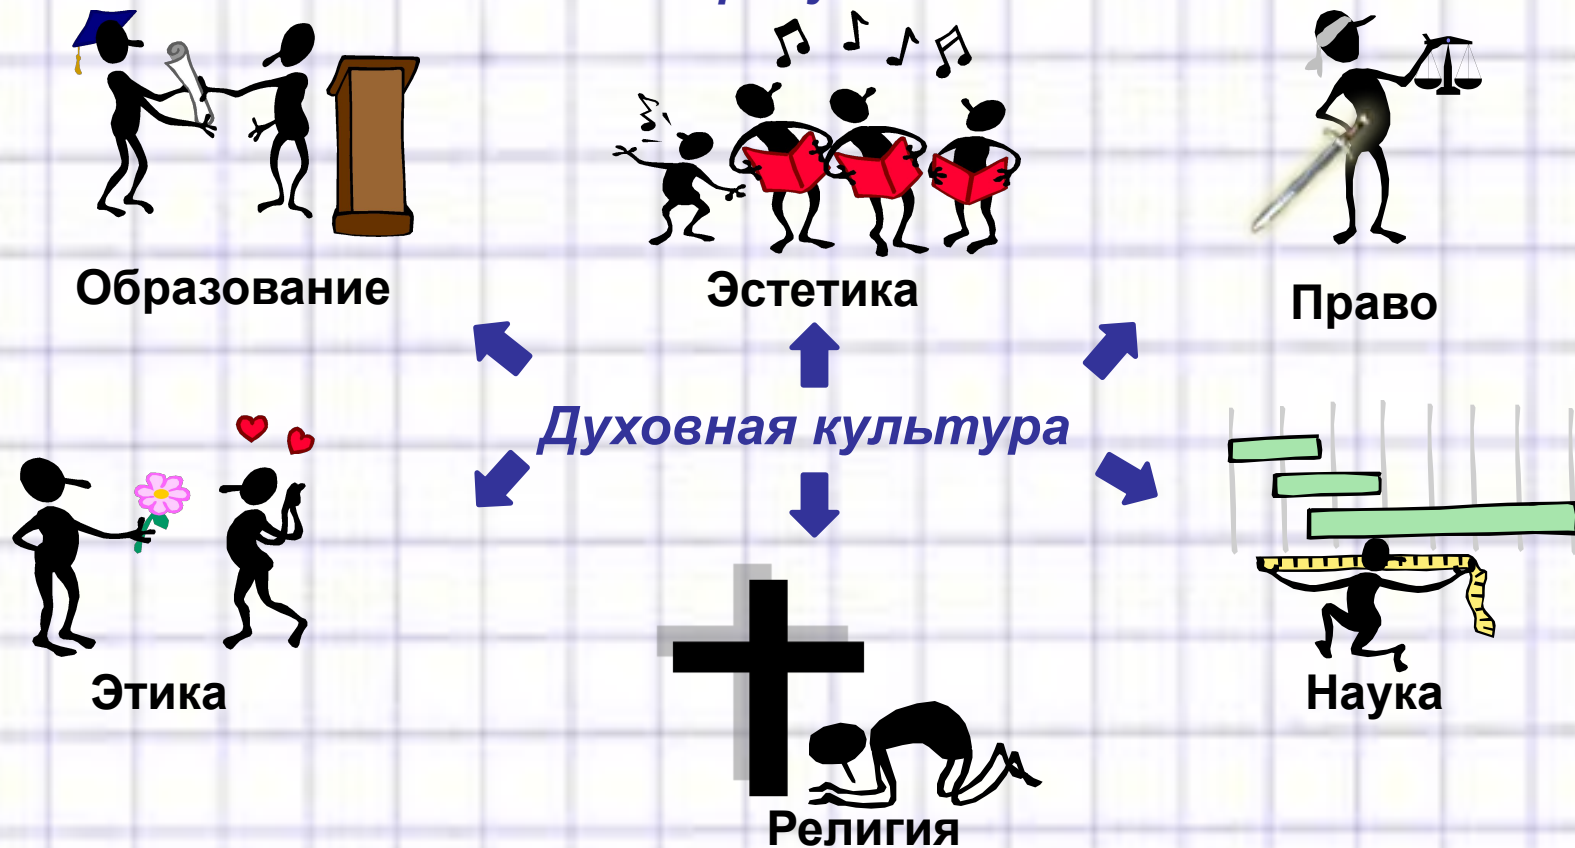 Образование
Эстетика
Право
Духовная культура
Этика
Наука
Религия